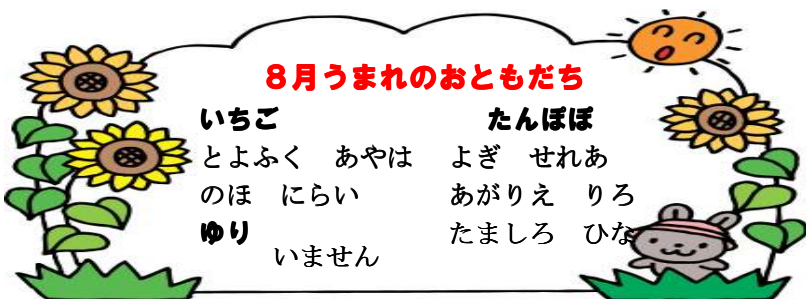 ８月うまれのおともだち
いちご
とよふく　あやは
のほ　にらい
ゆり
いません
たんぽぽ
よぎ　せれあ
あがりえ　りろ
たましろ　ひな